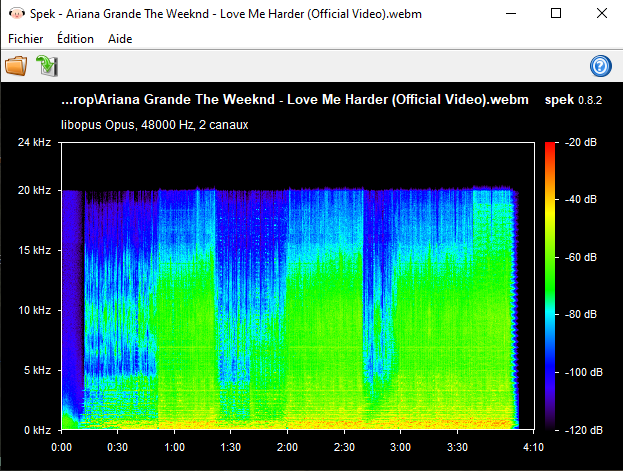 Spek - Ariana Grande The Weeknd - Love Me Harder (Official Video).webm
Fichier Édition Aide
...rop\Ariana Grande The Weeknd - Love Me Harder (Official Video).webm spek 0.8.2
libopus Opus, 48000 Hz, 2 canaux
24 kHz -20 dB
20 kHz -40 dB
15 kHz -60 dB
10 kHz -80 dB
5 kHz -100 dB
0 kHz -120 dB
0:00 0:30 1:00 1:30 2:00 2:30 3:00 3:30 4:10